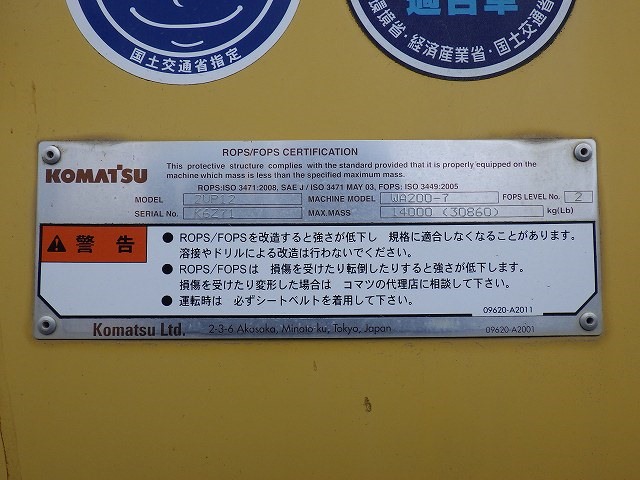 国土交通省指定
適合車
環境省・経済産業省・国土交通省
ROPS/FOPS CERTIFICATION
KOMATSU
This protective structure complies with the standard provided that it is properly equipped on the
machine which mass is less than the specified maximum mass.
ROPS:ISO 3471:2008, SAE J / ISO 3471 MAY 03, FOPS: ISO 3449:2005
MODEL MACHINE MODEL WA200-7 FOPS LEVEL No. 2
SERIAL No. K6271 MAX.MASS 14000 (30860) kg(Lb)
警告
● ROPS/FOPSを改造すると強さが低下し 規格に適合しなくなることがあります。
溶接やドリルによる改造は行わないでください。
● ROPS/FOPSは 損傷を受けたり転倒したりすると強さが低下します。
損傷を受けたり変形した場合は コマツの代理店に相談して下さい。
● 運転時は 必ずシートベルトを着用して下さい。
09620-A2011
Komatsu Ltd. 2-3-6 Akasaka, Minato-ku, Tokyo, Japan 09620-A2001